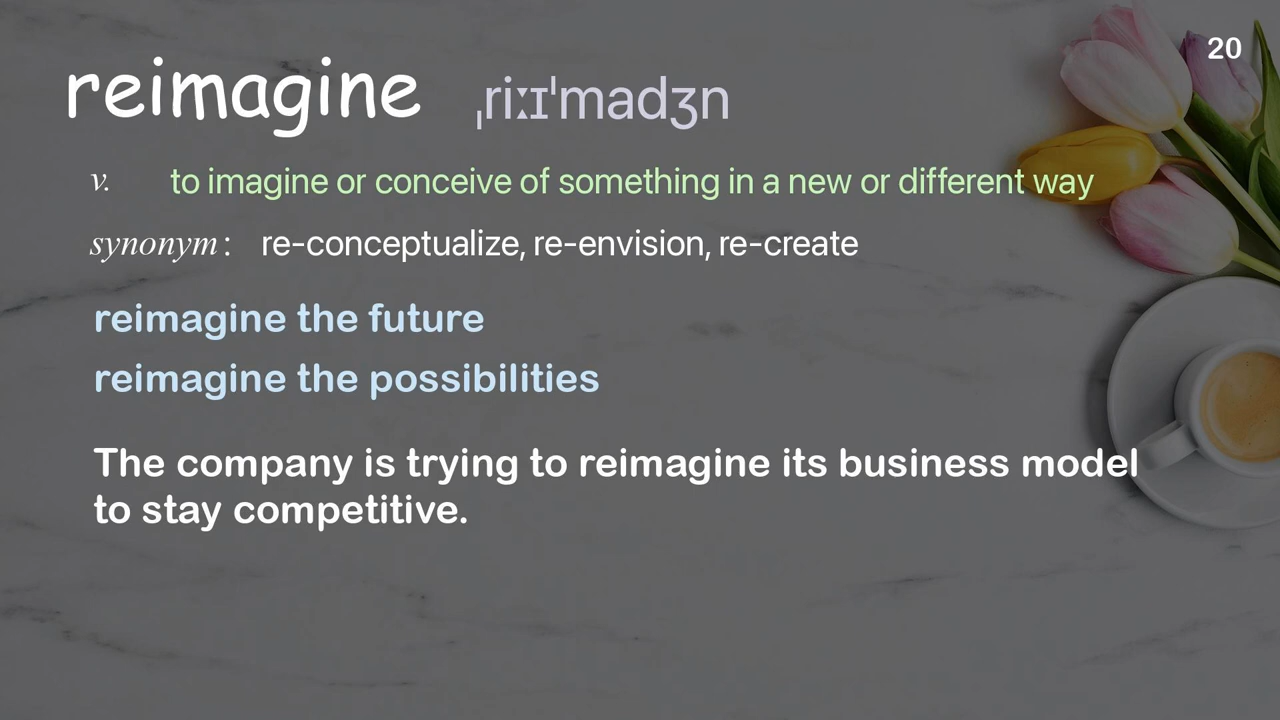 20
reimagine ˌriːɪˈmadʒn
v. to imagine or conceive of something in a new or different way
synonym: re-conceptualize, re-envision, re-create
reimagine the future
reimagine the possibilities
The company is trying to reimagine its business model
to stay competitive.